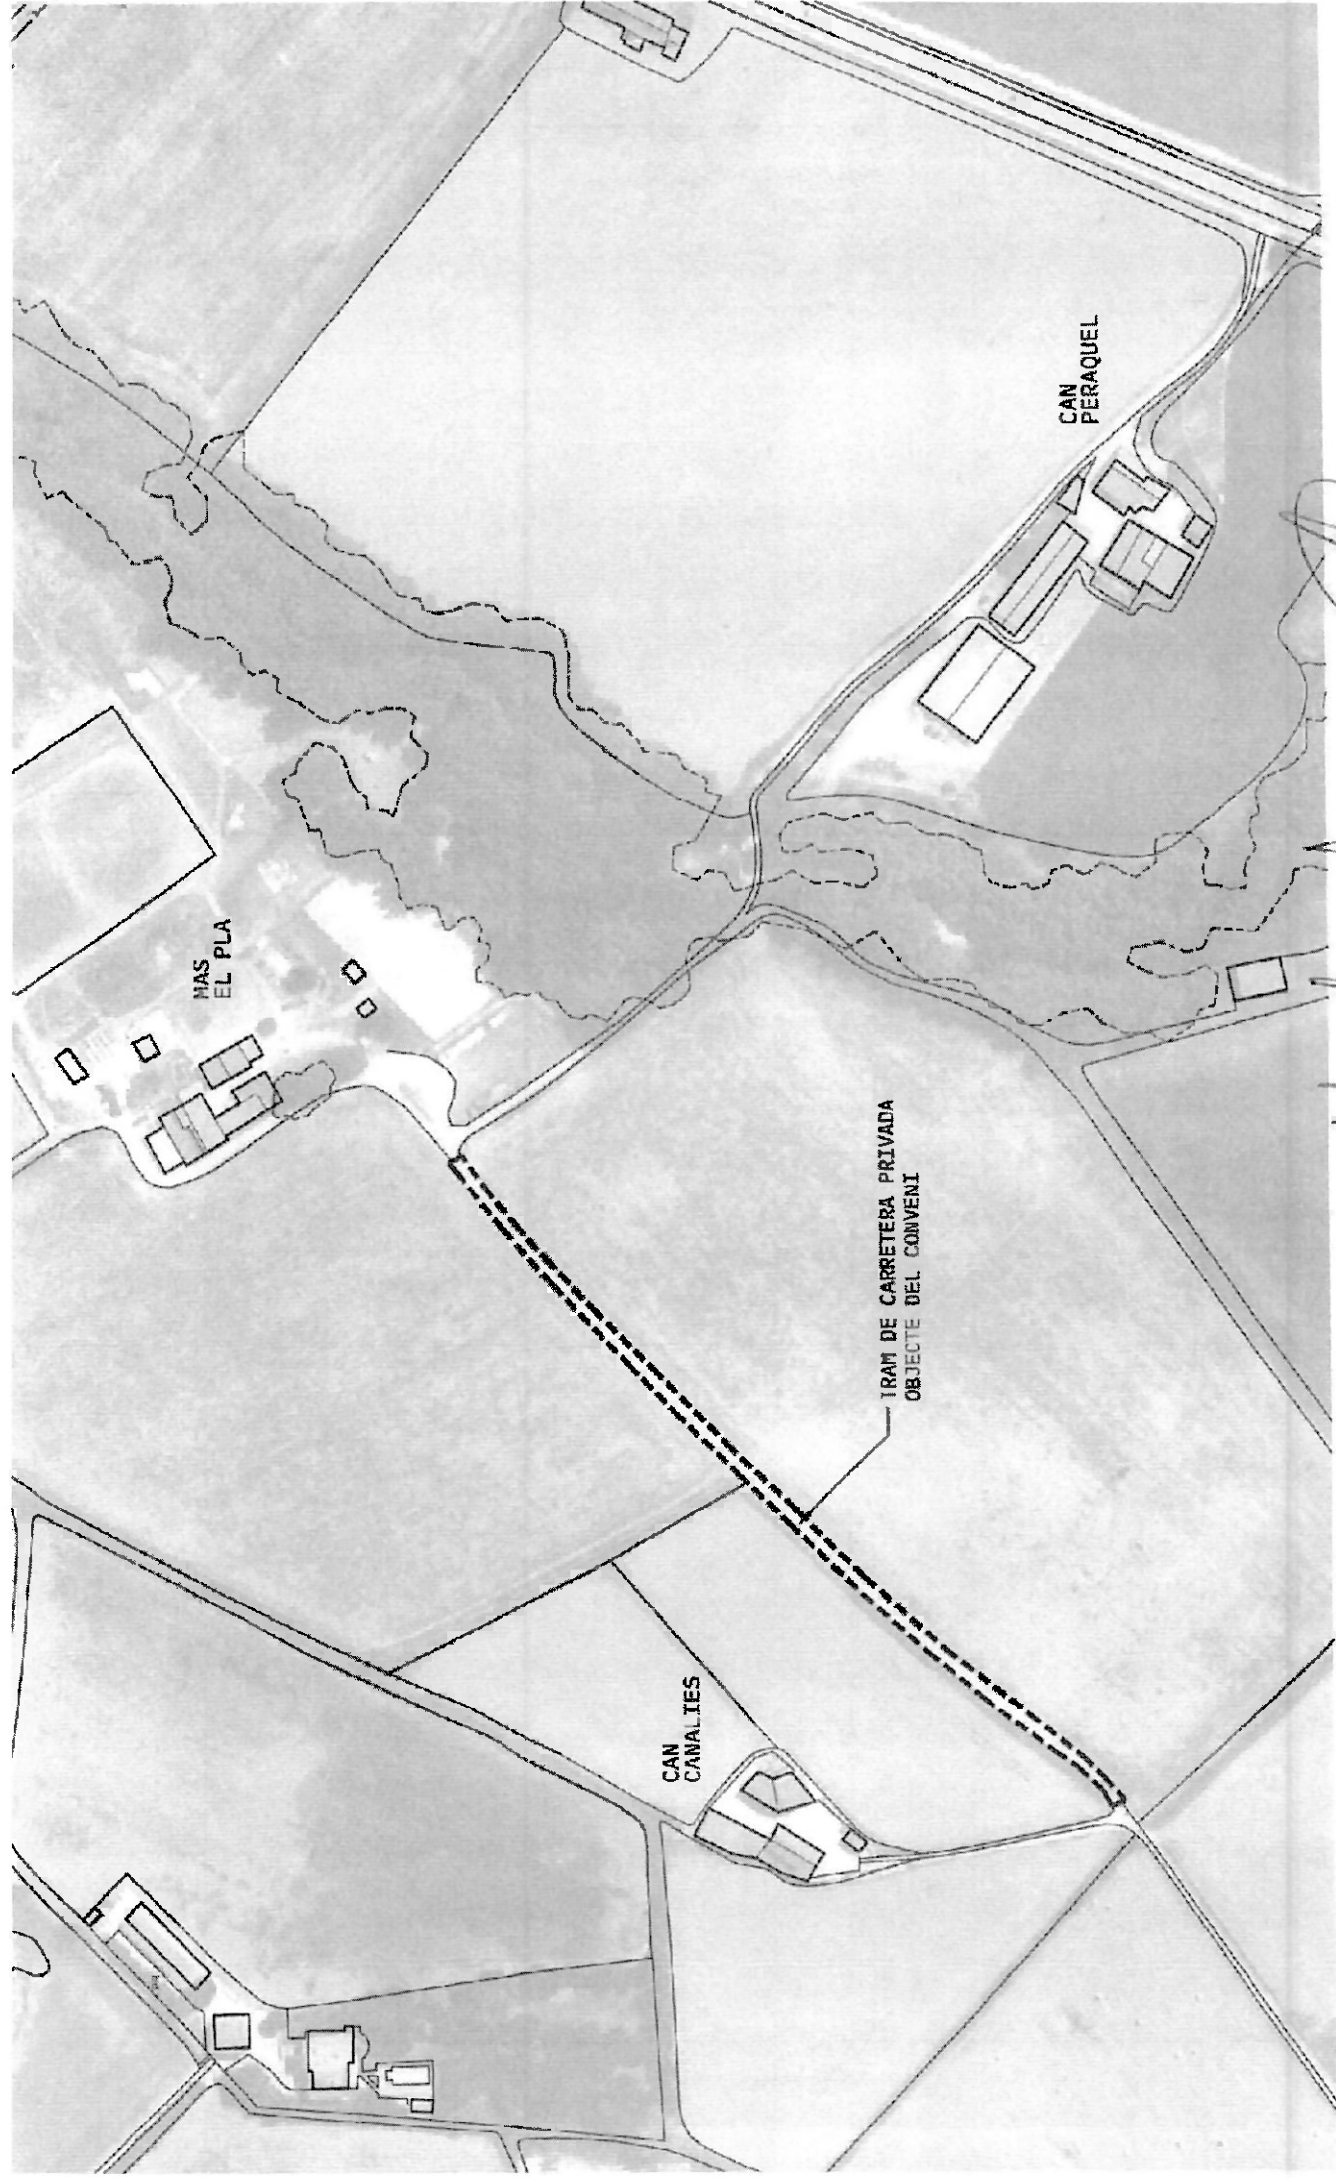 CAN
PERAQUEL
MAS
EL PLA
TRAM DE CARRETERA PRIVADA
OBJECTE DEL CONVENI
CAN
CANALIES